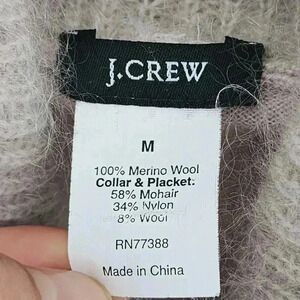 J.CREW
M
100% Merino Wool
Collar & Placket:
58% Mohair
34% Nylon
8% Wool
RN77388
Made in China